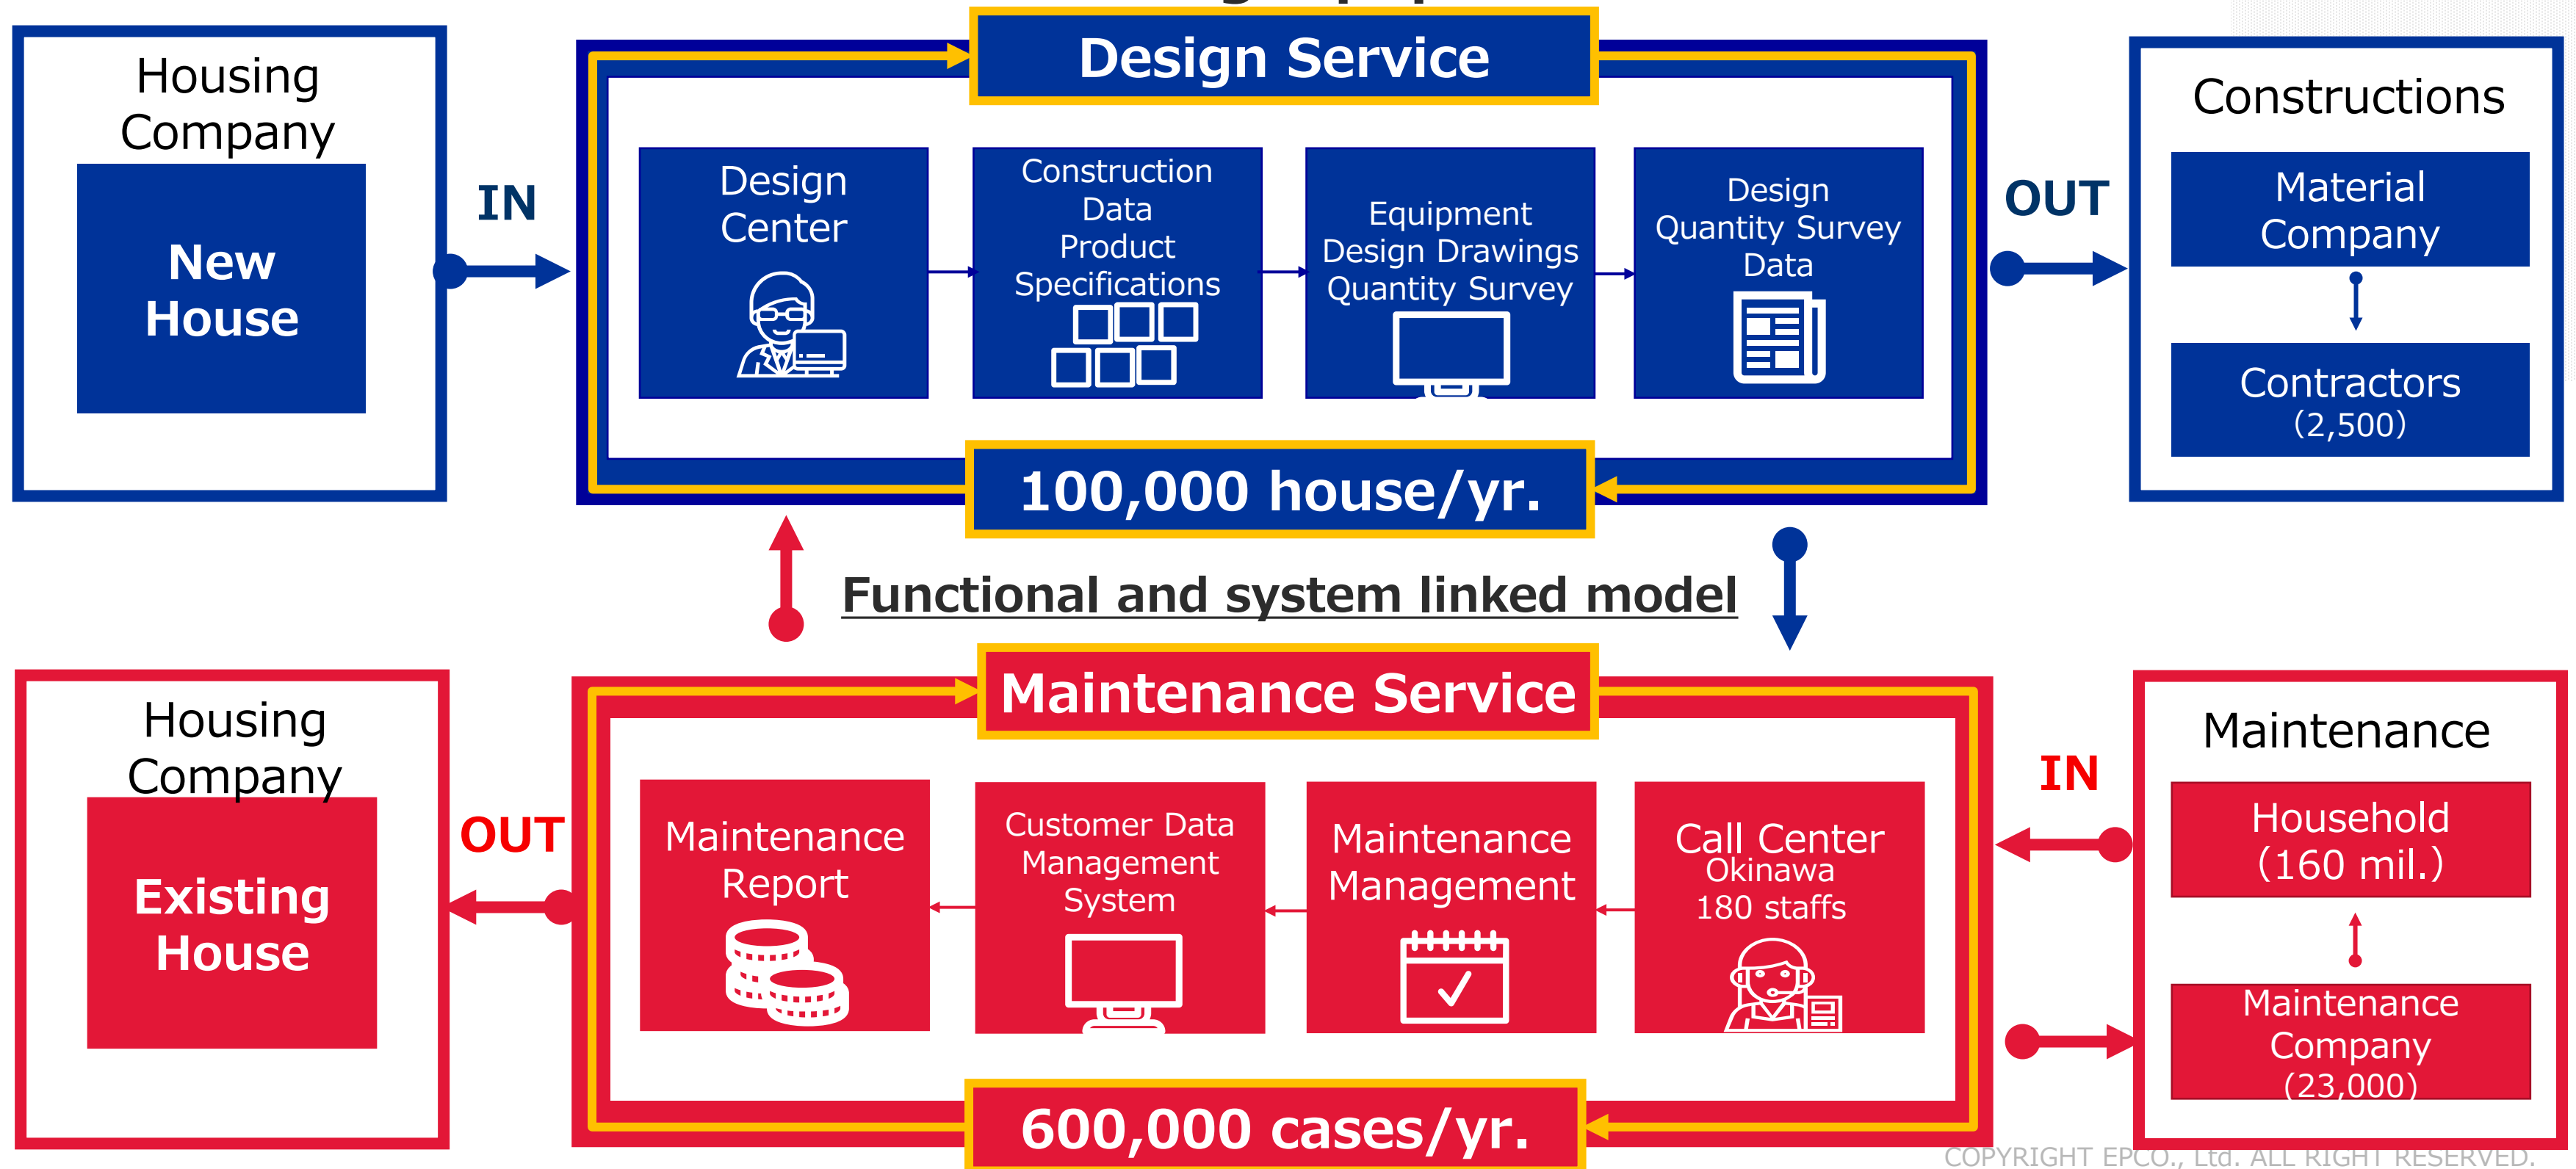 Design Service
Housing
Company
New
House
IN
Design
Center
Construction
Data
Product
Specifications
Equipment
Design Drawings
Quantity Survey
Design
Quantity Survey
Data
OUT
Constructions
Material
Company
Contractors
(2,500)
100,000 house/yr.
Functional and system linked model
Maintenance Service
Housing
Company
Existing
House
OUT
Maintenance
Report
Customer Data
Management
System
Maintenance
Management
Call Center
Okinawa
180 staffs
IN
Maintenance
Household
(160 mil.)
Maintenance
Company
(23,000)
600,000 cases/yr.
COPYRIGHT EPCO., Ltd. ALL RIGHT RESERVED.